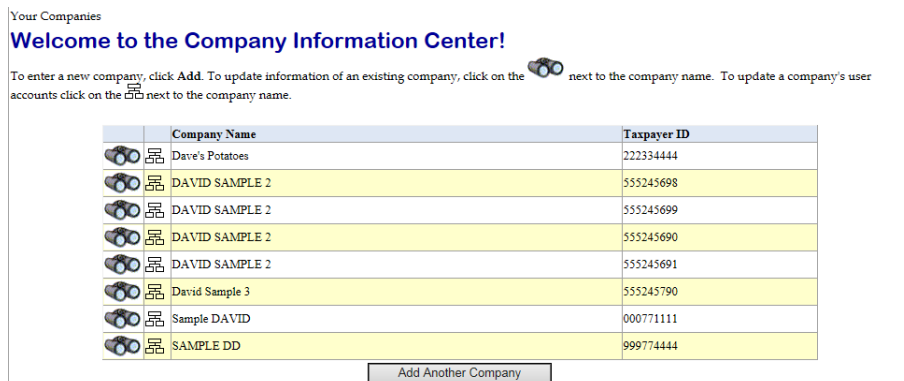 Your Companies
Welcome to the Company Information Center!
To enter a new company, click Add. To update information of an existing company, click on the next to the company name. To update a company's user
accounts click on the next to the company name.
Company Name Taxpayer ID
Dave's Potatoes 222334444
DAVID SAMPLE 2 555245698
DAVID SAMPLE 2 555245699
DAVID SAMPLE 2 555245690
DAVID SAMPLE 2 555245691
David Sample 3 555245790
Sample DAVID 000771111
SAMPLE DD 999774444
Add Another Company